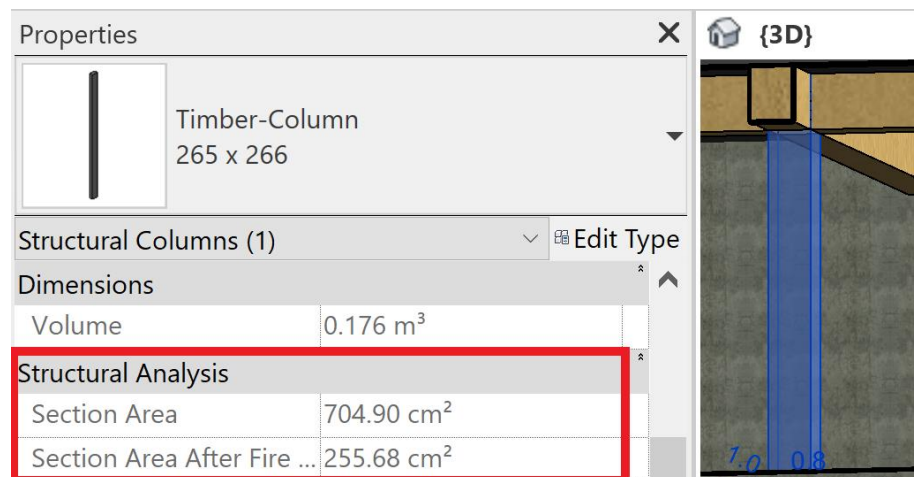 Properties
{3D}
Timber-Column
265 x 266
Structural Columns (1)
Edit Type
Dimensions
Volume 0.176 m³
Structural Analysis
Section Area 704.90 cm²
Section Area After Fire ... 255.68 cm²
1.0 0.8